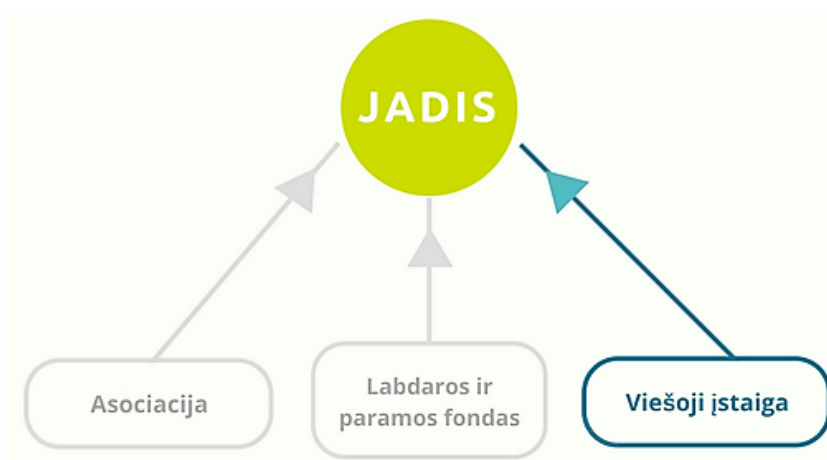 JADIS
Asociacija
Labdaros ir
paramos fondas
Viešoji įstaiga